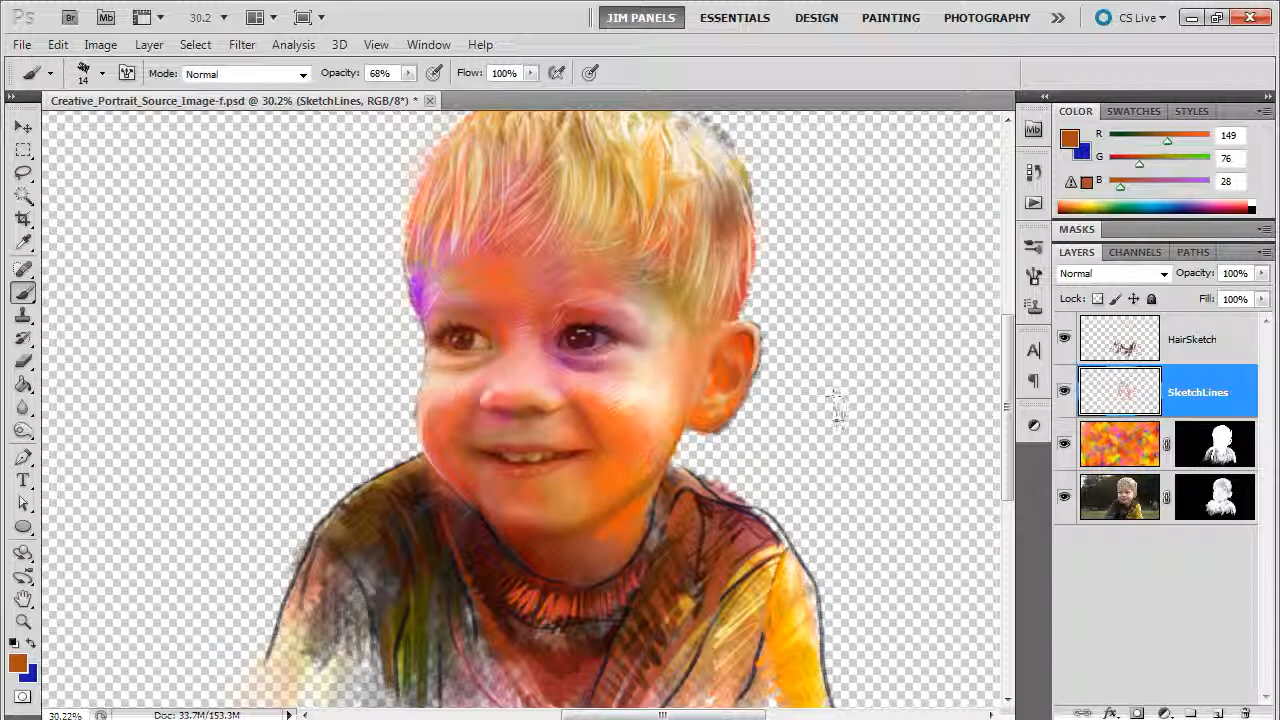 Ps Br Mb 30.2 JIM PANELS ESSENTIALS DESIGN PAINTING PHOTOGRAPHY CS Live
File Edit Image Layer Select Filter Analysis 3D View Window Help
14 Mode: Normal Opacity: 68% Flow: 100%
Creative_Portrait_Source_Image-f.psd @ 30.2% (SketchLines, RGB/8*) *
COLOR SWATCHES STYLES
Mb
R 149
G 76
B 28
MASKS
LAYERS CHANNELS PATHS
Normal Opacity: 100%
Lock: Fill: 100%
HairSketch
SketchLines
30.22% Doc: 33.7M/153.3M